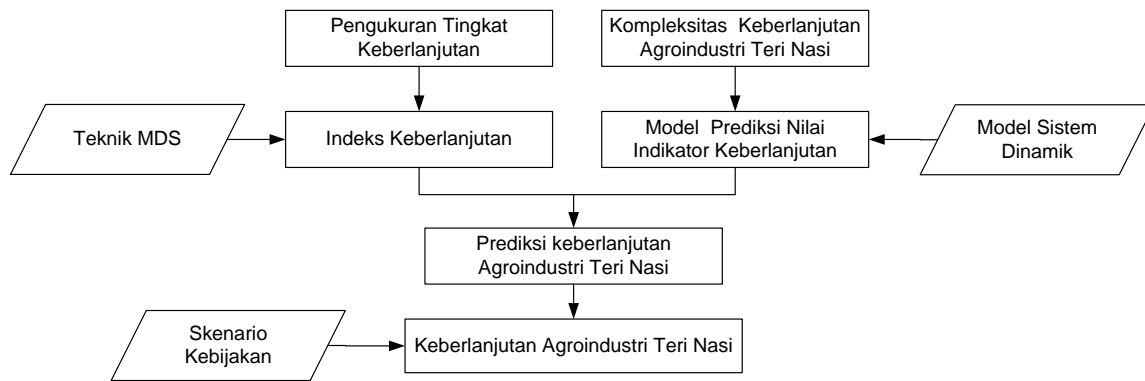 Pengukuran Tingkat
Keberlanjutan
Kompleksitas Keberlanjutan
Agroindustri Teri Nasi
Teknik MDS
Indeks Keberlanjutan
Model Prediksi Nilai
Indikator Keberlanjutan
Model Sistem
Dinamik
Prediksi keberlanjutan
Agroindustri Teri Nasi
Skenario
Kebijakan
Keberlanjutan Agroindustri Teri Nasi